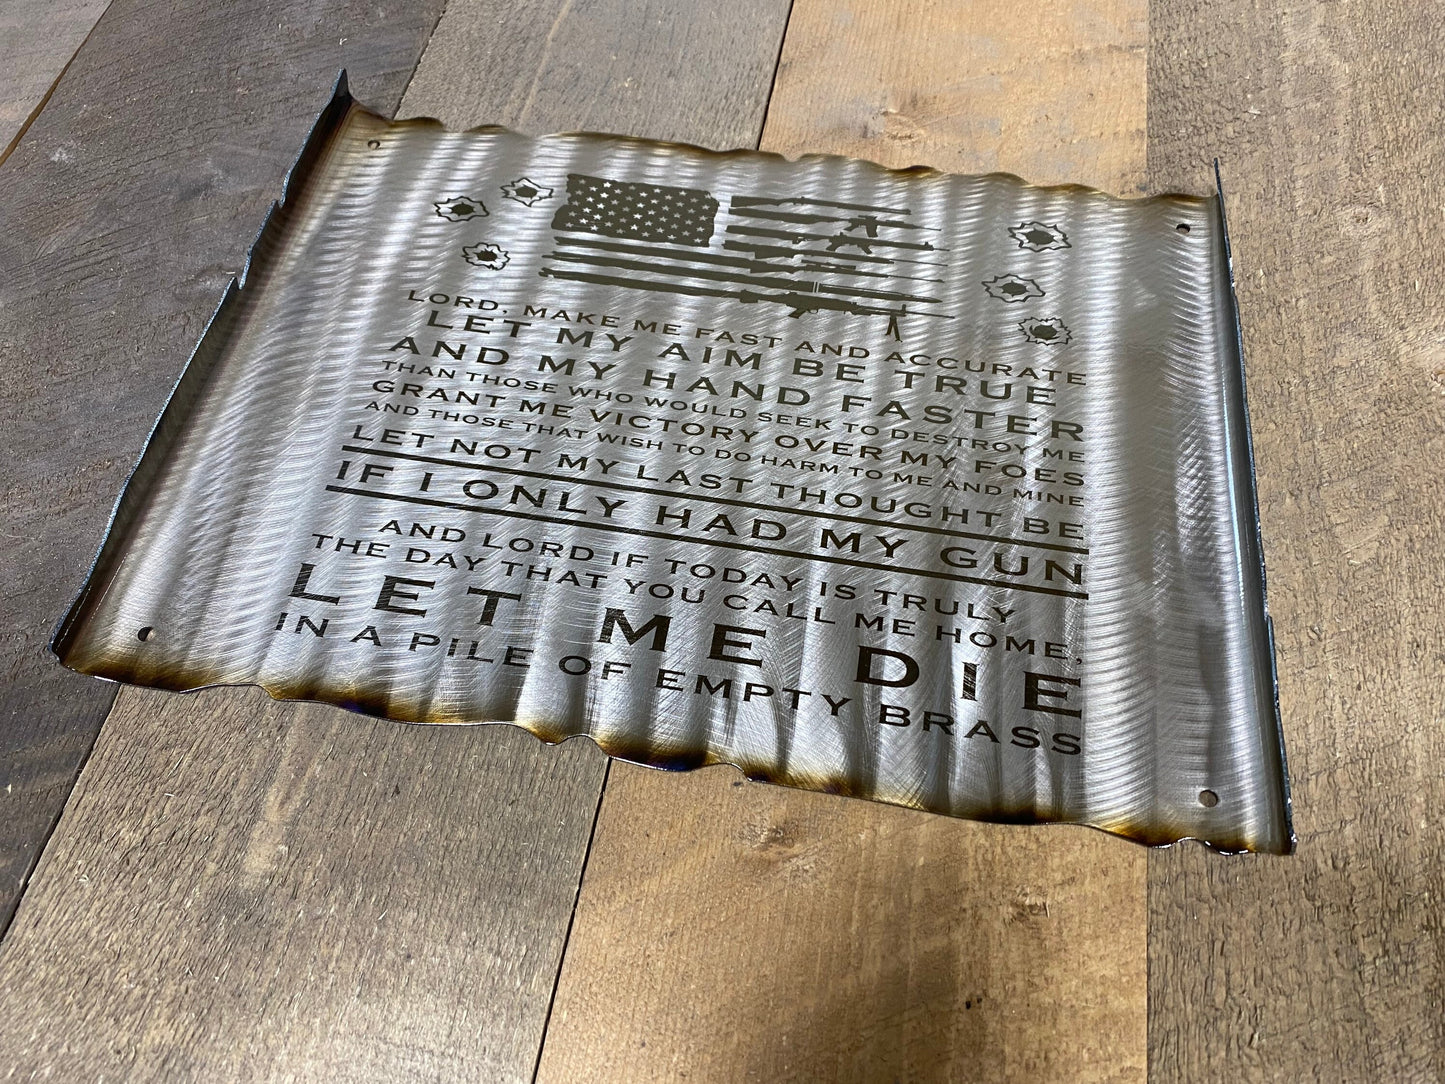 LORD, MAKE ME FAST AND ACCURATE
LET MY AIM BE TRUE
AND MY HAND FASTER
THAN THOSE WHO WOULD SEEK TO DESTROY ME
GRANT ME VICTORY OVER MY FOES
AND THOSE THAT WISH TO DO HARM TO ME AND MINE
LET NOT MY LAST THOUGHT BE
IF I ONLY HAD MY GUN
AND LORD IF TODAY IS TRULY
THE DAY THAT YOU CALL ME HOME,
LET ME DIE
IN A PILE OF EMPTY BRASS